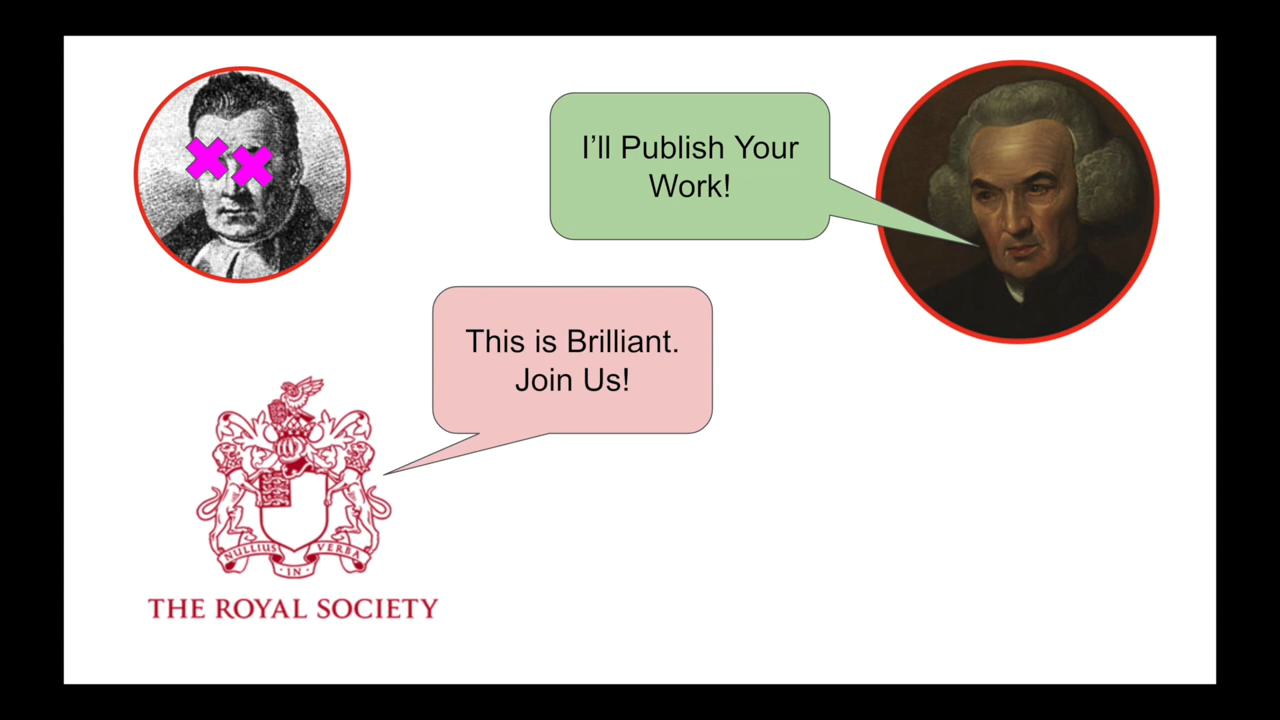 I’ll Publish Your
Work!
This is Brilliant.
Join Us!
NULLIUS IN VERBA
THE ROYAL SOCIETY